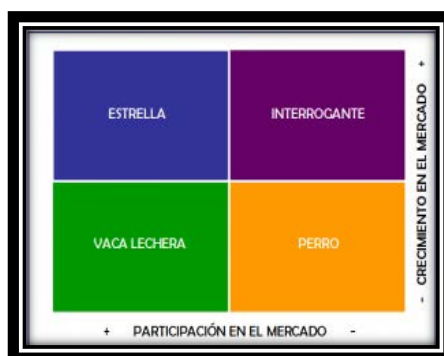 ESTRELLA
INTERROGANTE
VACA LECHERA
PERRO
- CRECIMIENTO EN EL MERCADO +
+ PARTICIPACIÓN EN EL MERCADO -